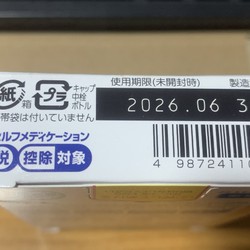 使用期限(未開封時) 製造
紙 箱 プラ キャップ
中栓
ボトル
2026.06 3
帯袋は付いていません
ルフメディケーション
税 控除 対象
4 987241 1